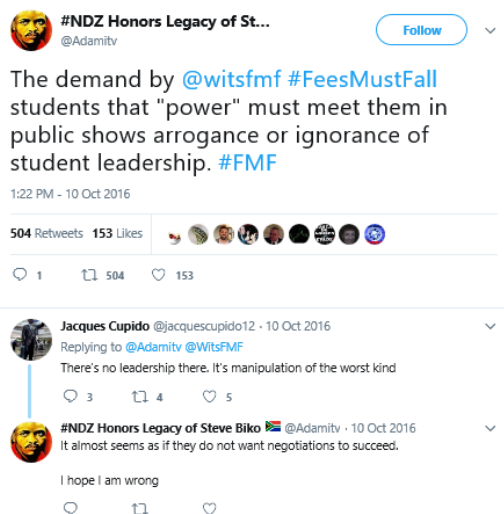 #NDZ Honors Legacy of St...
@Adamitv
Follow
The demand by @witsfmf #FeesMustFall
students that "power" must meet them in
public shows arrogance or ignorance of
student leadership. #FMF
1:22 PM - 10 Oct 2016
504 Retweets 153 Likes
1 504 153
Jacques Cupido @jacquescupido12 · 10 Oct 2016
Replying to @Adamitv @WitsFMF
There's no leadership there. It's manipulation of the worst kind
3 4 5
#NDZ Honors Legacy of Steve Biko 🇿🇦 @Adamitv · 10 Oct 2016
It almost seems as if they do not want negotiations to succeed.
I hope I am wrong